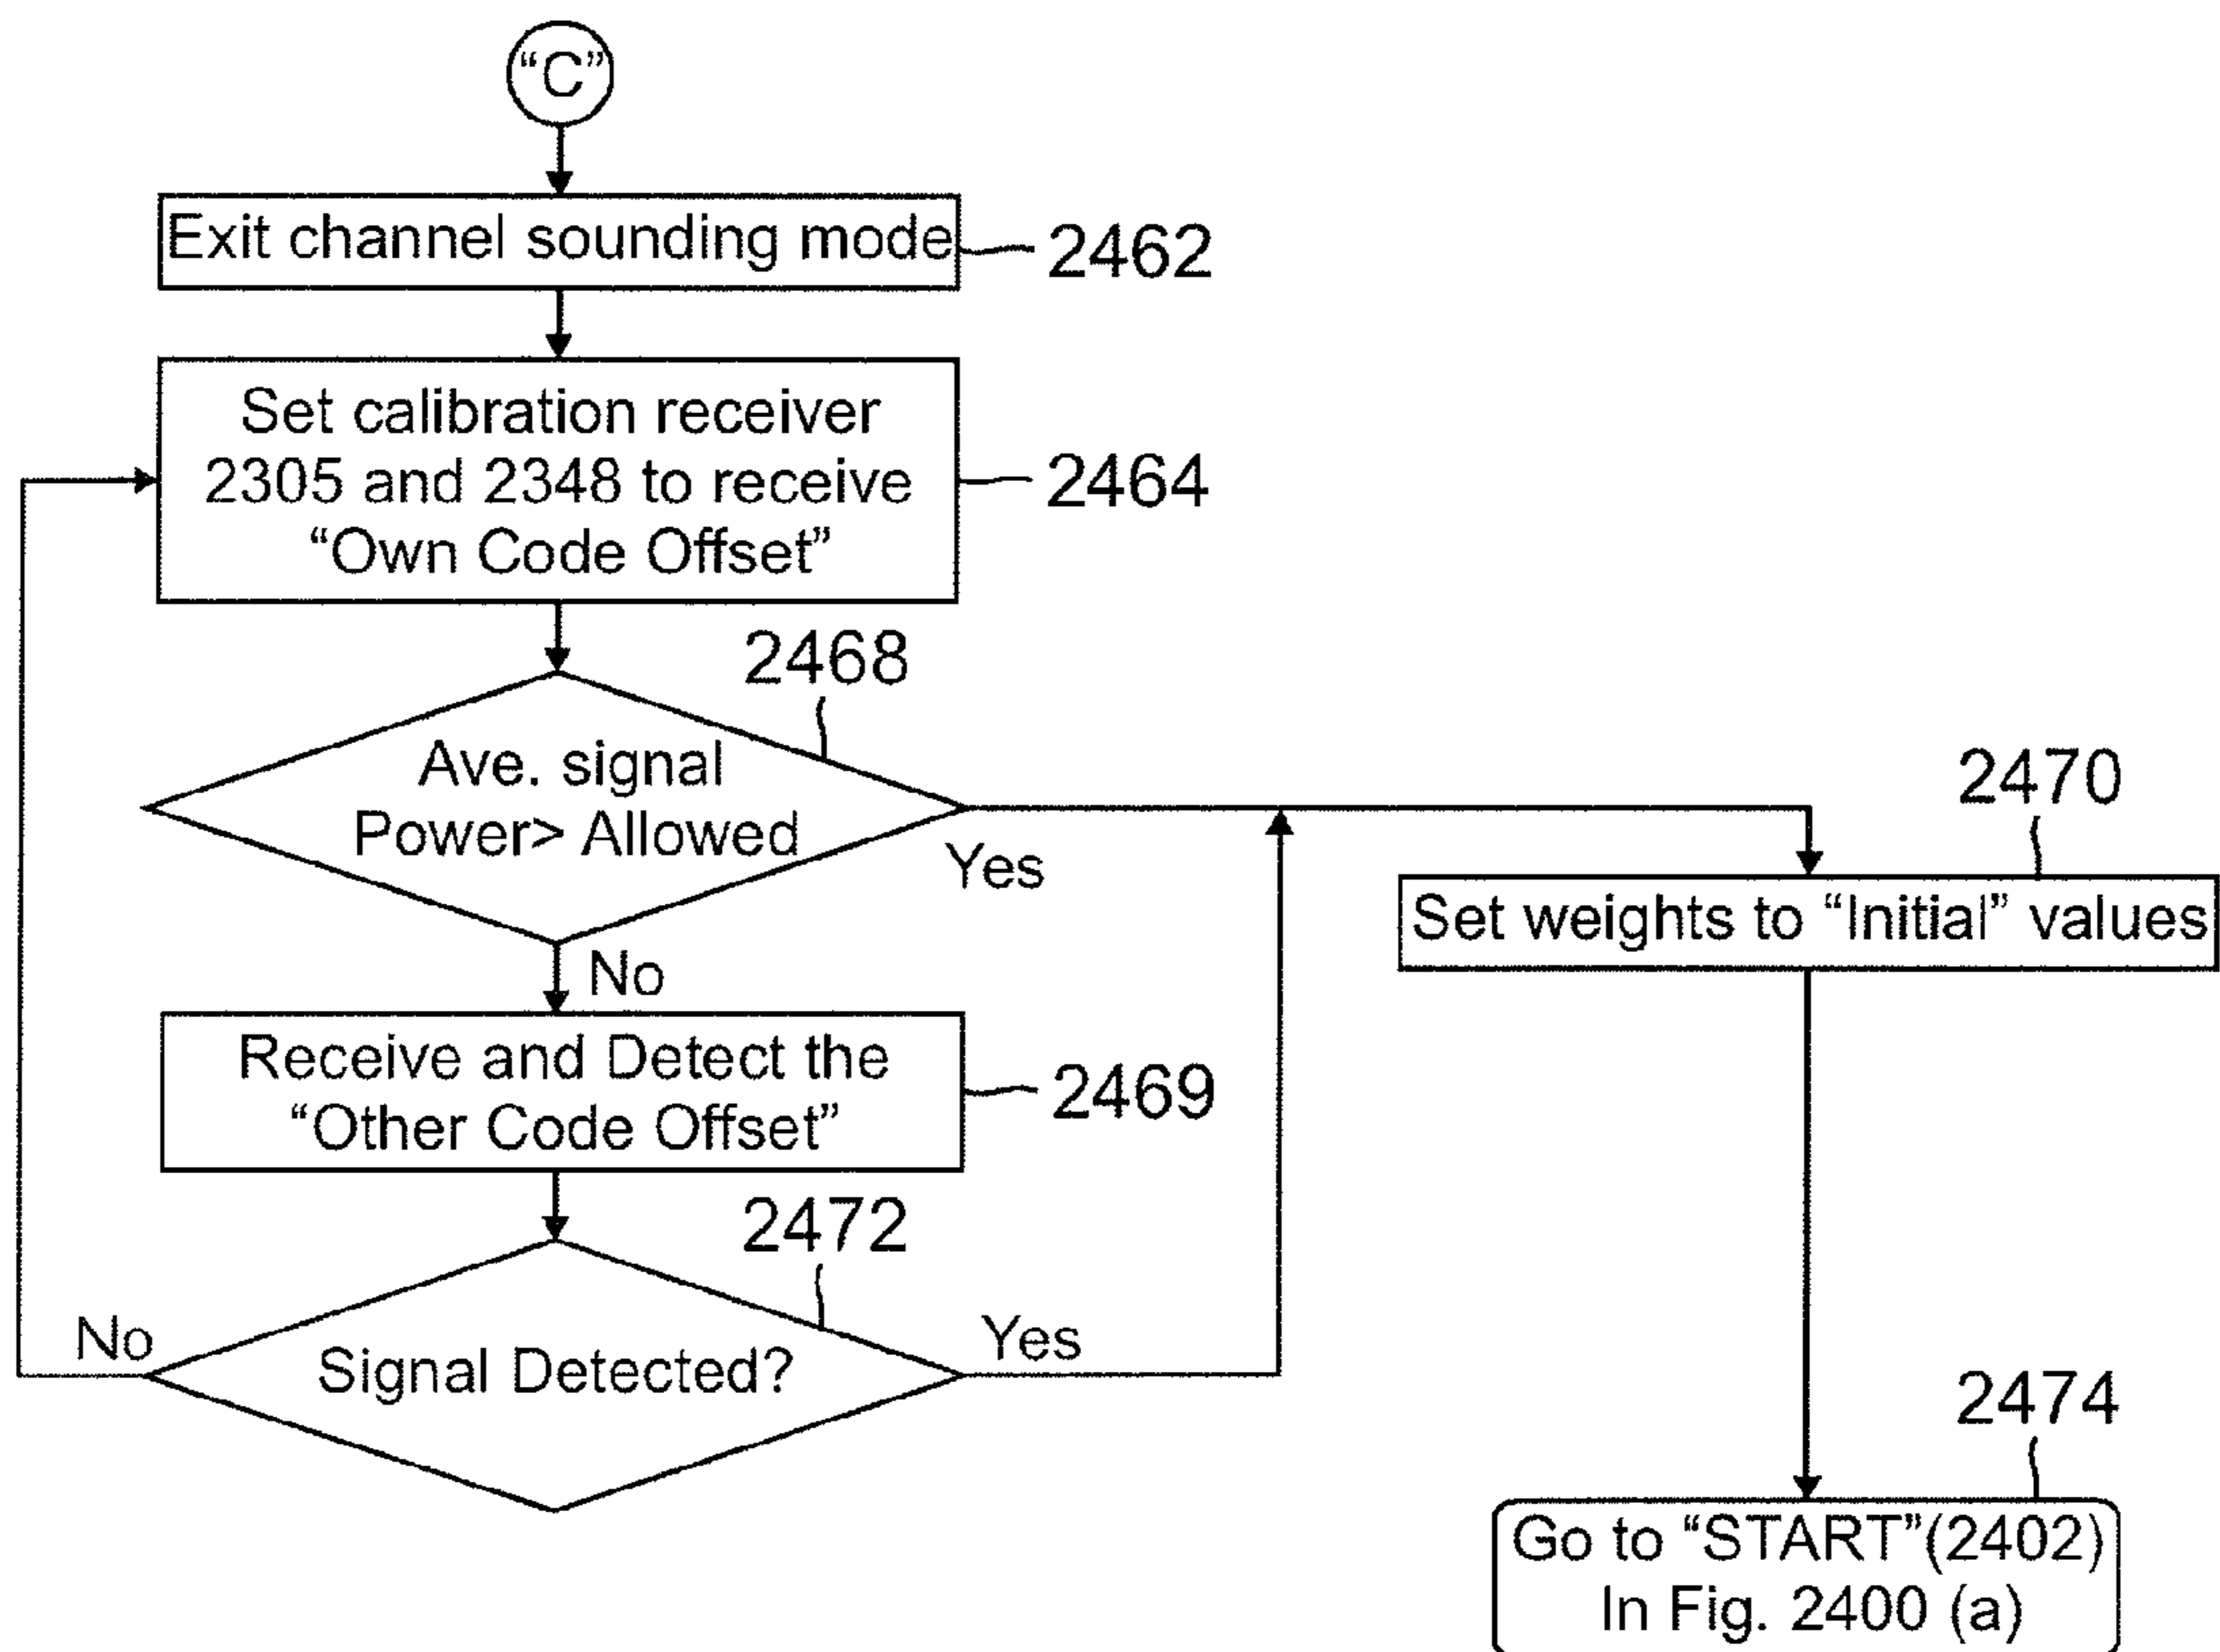 “C”
Exit channel sounding mode
2462
Set calibration receiver
2305 and 2348 to receive
“Own Code Offset”
2464
2468
Ave. signal
Power> Allowed
Yes
No
2470
Set weights to “Initial” values
Receive and Detect the
“Other Code Offset”
2469
2472
Signal Detected?
No
Yes
2474
Go to “START”(2402)
In Fig. 2400 (a)